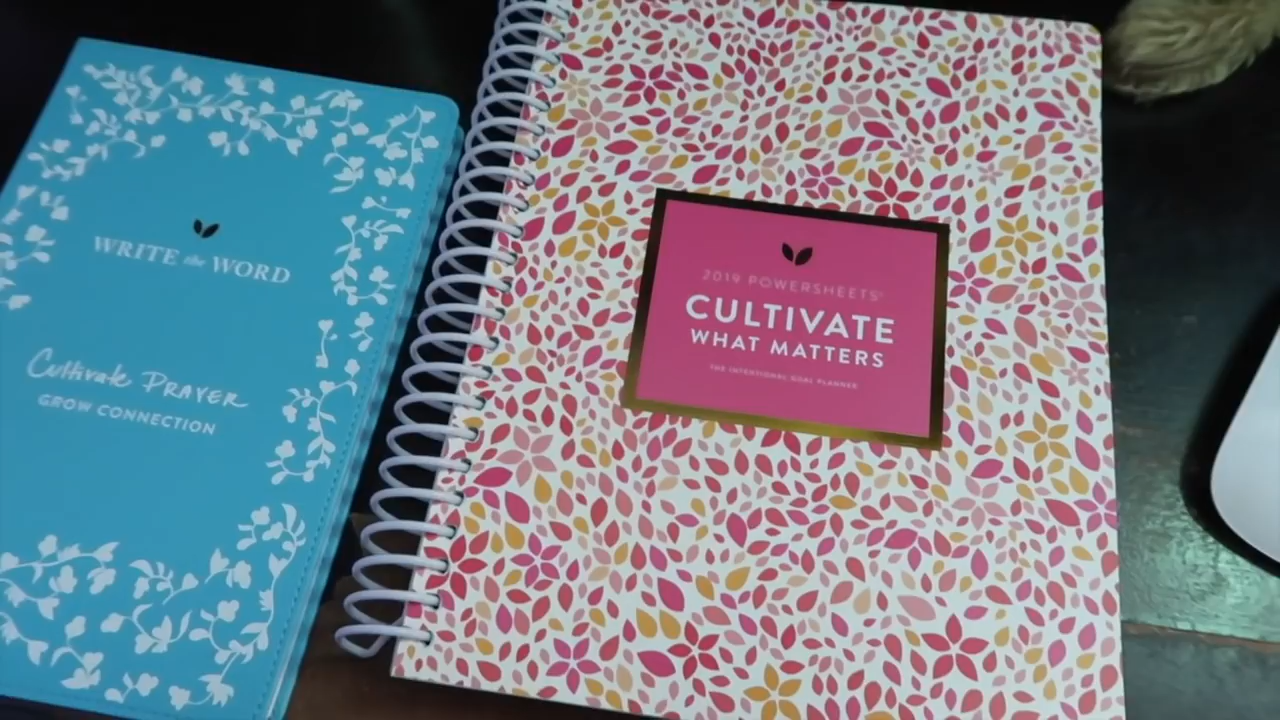 WRITE the WORD
Cultivate PRAYER
GROW CONNECTION
2019 POWERSHEETS®
CULTIVATE
WHAT MATTERS
THE INTENTIONAL GOAL PLANNER